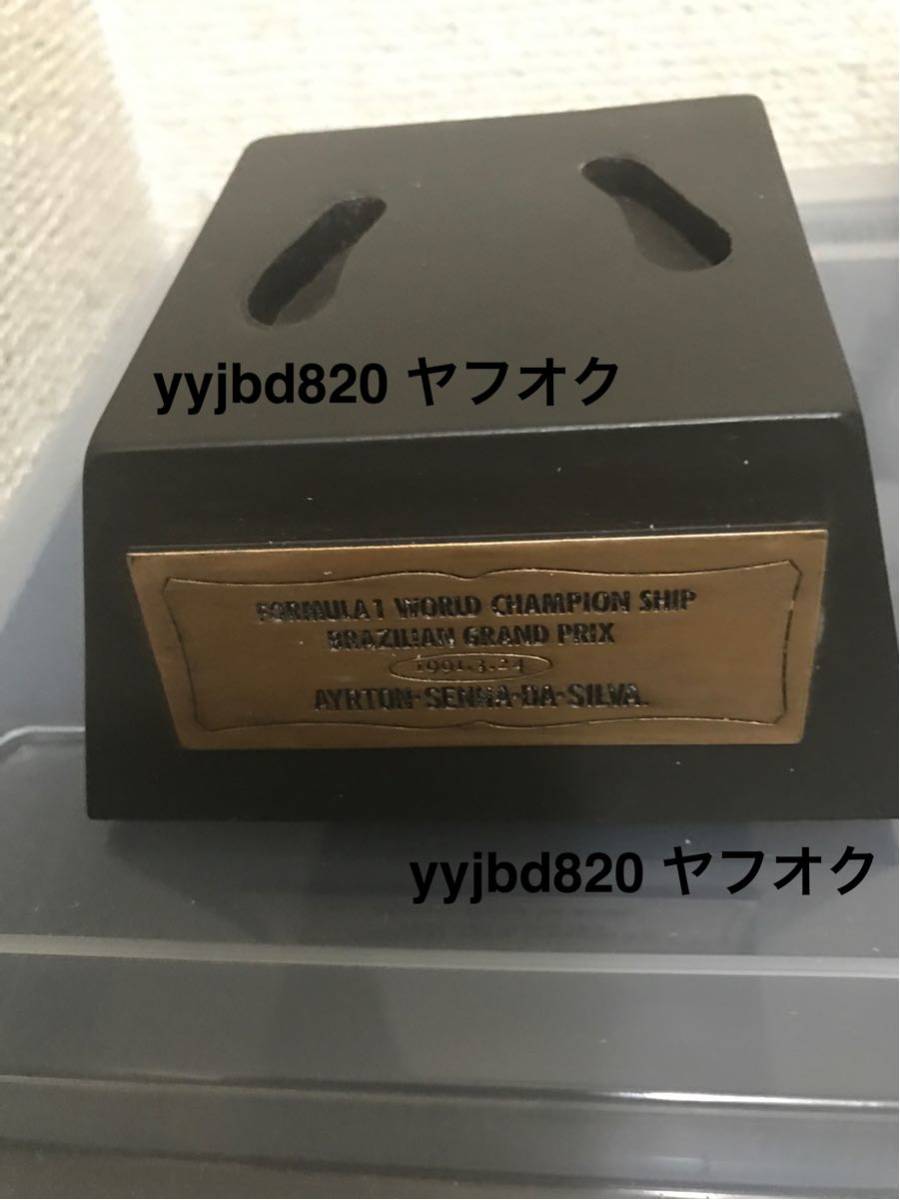 yyjbd820 ヤフオク
FORMULA 1 WORLD CHAMPION SHIP
BRAZILIAN GRAND PRIX
1991.3.24
AYRTON-SENNA-DA-SILVA.
yyjbd820 ヤフオク